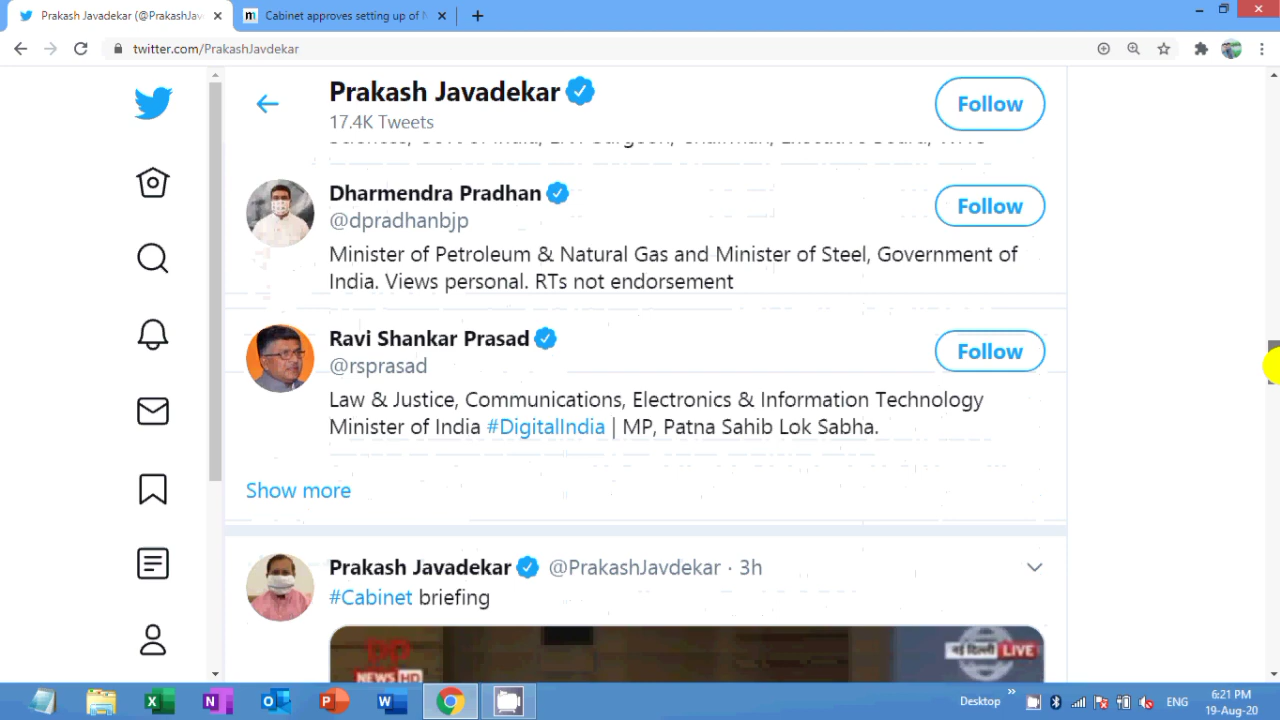 Prakash Javadekar (@PrakashJav
Cabinet approves setting up of N
twitter.com/PrakashJavdekar
Prakash Javadekar
17.4K Tweets
Follow
Dharmendra Pradhan
@dpradhanbjp
Follow
Minister of Petroleum & Natural Gas and Minister of Steel, Government of
India. Views personal. RTs not endorsement
Ravi Shankar Prasad
@rsprasad
Follow
Law & Justice, Communications, Electronics & Information Technology
Minister of India #DigitalIndia | MP, Patna Sahib Lok Sabha.
Show more
Prakash Javadekar @PrakashJavdekar · 3h
#Cabinet briefing
NEWS HD
नई दिल्ली LIVE
Desktop
ENG
6:21 PM
19-Aug-20